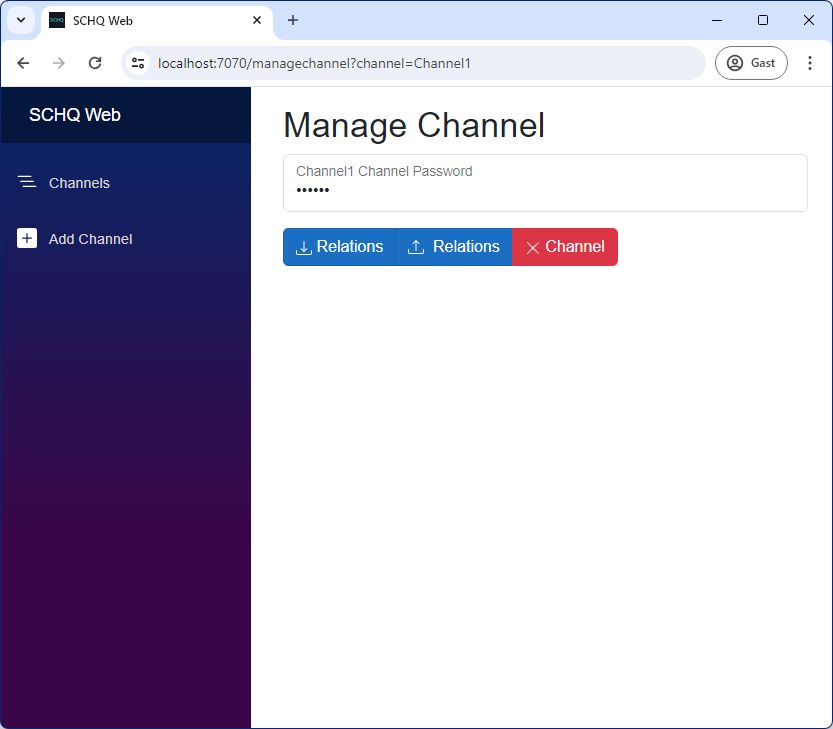 SCHQ Web
localhost:7070/managechannel?channel=Channel1
Gast
SCHQ Web
Channels
Add Channel
Manage Channel
Channel1 Channel Password
••••••
Relations Relations Channel